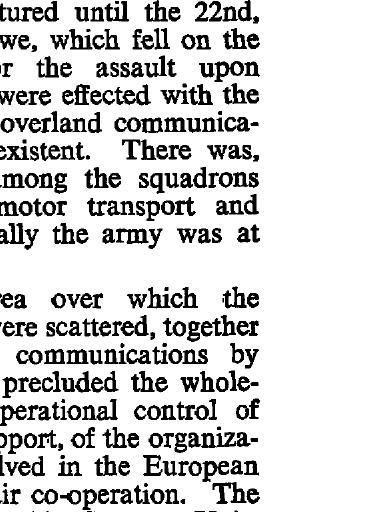 tured until the 22nd,
we, which fell on the
the assault upon
were effected with the
overland communica-
existent. There was,
among the squadrons
motor transport and
ally the army was at
rea over which the
ere scattered, together
communications by
precluded the whole-
perational control of
pport, of the organiza-
lved in the European
ir co-operation. The